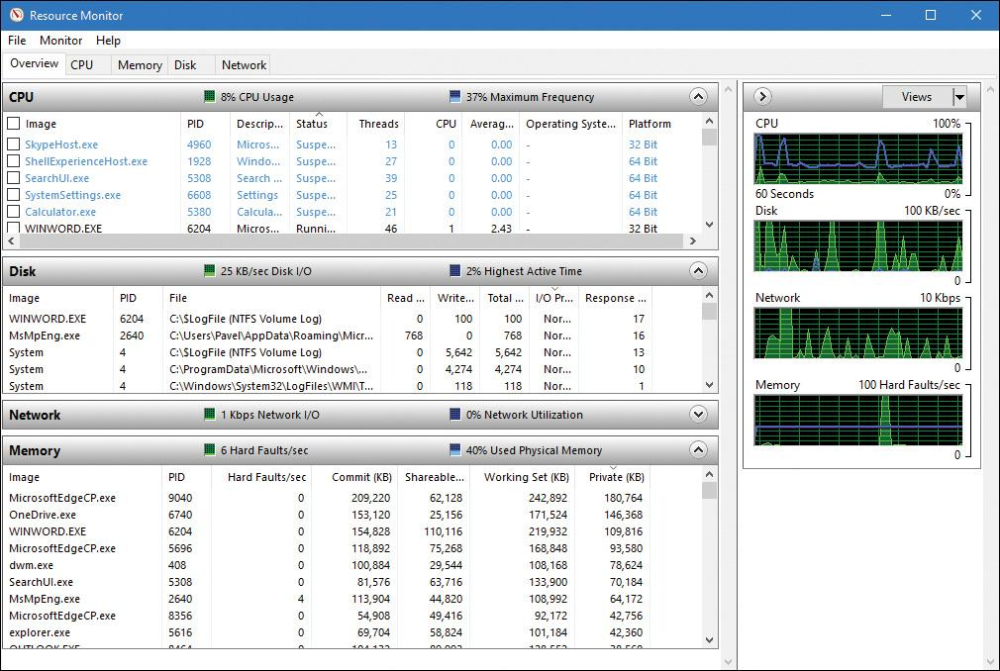 Resource Monitor
File Monitor Help
Overview CPU Memory Disk Network
CPU 8% CPU Usage 37% Maximum Frequency
Image PID Descrip... Status Threads CPU Averag... Operating Syste... Platform
SkypeHost.exe 4960 Micros... Suspe... 13 0 0.00 - 32 Bit
ShellExperienceHost.exe 1928 Windo... Suspe... 27 0 0.00 - 64 Bit
SearchUI.exe 5308 Search ... Suspe... 39 0 0.00 - 64 Bit
SystemSettings.exe 6608 Settings Suspe... 25 0 0.00 - 64 Bit
Calculator.exe 5380 Calcula... Suspe... 21 0 0.00 - 64 Bit
WINWORD.EXE 6204 Micros... Runni... 46 1 2.43 - 32 Bit
Disk 25 KB/sec Disk I/O 2% Highest Active Time
Image PID File Read ... Write... Total ... I/O Pr... Response ...
WINWORD.EXE 6204 C:\$LogFile (NTFS Volume Log) 0 100 100 Nor... 17
MsMpEng.exe 2640 C:\Users\Pavel\AppData\Roaming\Micr... 768 0 768 Nor... 16
System 4 C:\$LogFile (NTFS Volume Log) 0 5,642 5,642 Nor... 13
System 4 C:\ProgramData\Microsoft\Windows\... 0 4,274 4,274 Nor... 10
System 4 C:\Windows\System32\LogFiles\WMI\T... 0 118 118 Nor... 1
Network 1 Kbps Network I/O 0% Network Utilization
Memory 6 Hard Faults/sec 40% Used Physical Memory
Image PID Hard Faults/sec Commit (KB) Shareable... Working Set (KB) Private (KB)
MicrosoftEdgeCP.exe 9040 0 209,220 62,128 242,892 180,764
OneDrive.exe 6740 0 153,120 25,156 171,524 146,368
WINWORD.EXE 6204 0 154,828 110,116 219,932 109,816
MicrosoftEdgeCP.exe 5696 0 118,892 75,268 168,848 93,580
dwm.exe 408 0 100,884 29,544 108,168 78,624
SearchUI.exe 5308 0 81,576 63,716 133,900 70,184
MsMpEng.exe 2640 4 113,904 44,820 108,992 64,172
MicrosoftEdgeCP.exe 8356 0 54,908 49,416 92,172 42,756
explorer.exe 5616 0 69,704 58,824 101,184 42,360
Views
CPU 100%
60 Seconds 0%
Disk 100 KB/sec
0
Network 10 Kbps
0
Memory 100 Hard Faults/sec
0